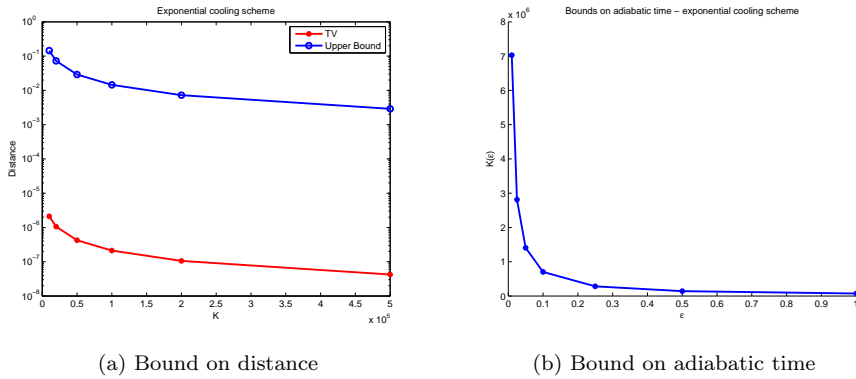 Exponential cooling scheme
10^0
10^-1
10^-2
10^-3
10^-4
10^-5
10^-6
10^-7
10^-8
Distance
TV
Upper Bound
0 0.5 1 1.5 2 2.5 3 3.5 4 4.5 5
K
x 10^5
(a) Bound on distance
Bounds on adiabatic time – exponential cooling scheme
x 10^6
8
7
6
5
4
3
2
1
0
K(ε)
0 0.1 0.2 0.3 0.4 0.5 0.6 0.7 0.8 0.9 1
ε
(b) Bound on adiabatic time